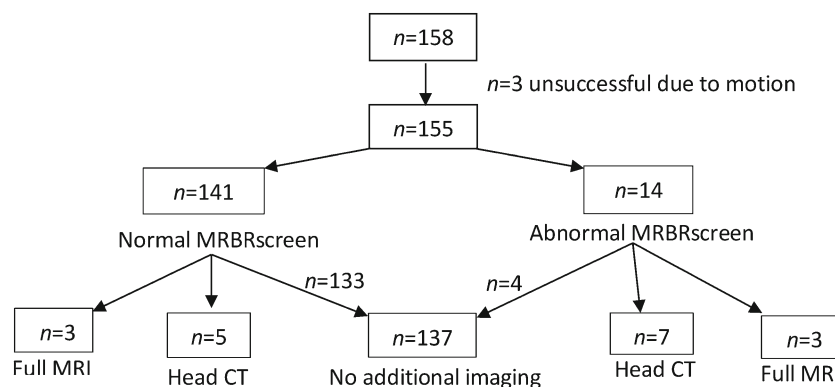 n=158
n=3 unsuccessful due to motion
n=155
n=141
n=14
Normal MRBRscreen
Abnormal MRBRscreen
n=133
n=4
n=3
n=5
n=137
n=7
n=3
Full MRI
Head CT
No additional imaging
Head CT
Full MR